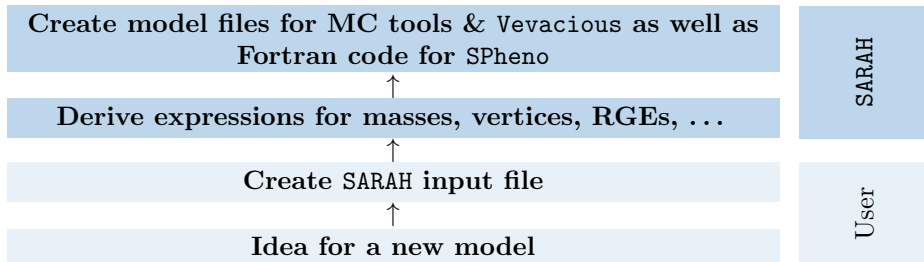 Create model files for MC tools & Vevacious as well as
Fortran code for SPheno
↑
Derive expressions for masses, vertices, RGEs, ...
↑
Create SARAH input file
↑
Idea for a new model
SARAH
User